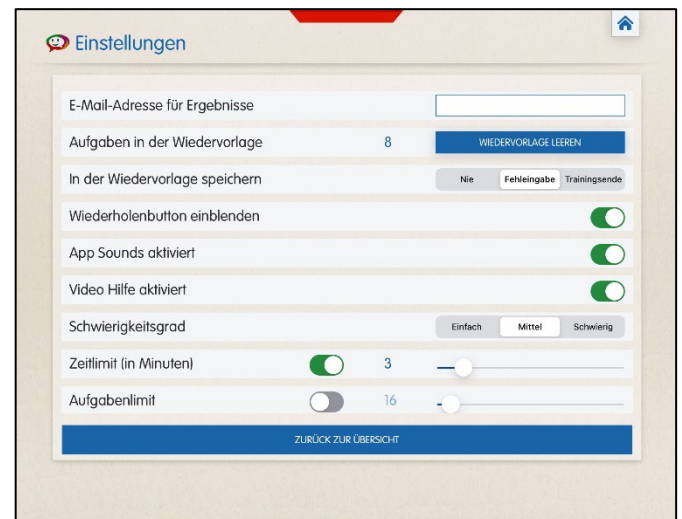 Einstellungen
E-Mail-Adresse für Ergebnisse
Aufgaben in der Wiedervorlage 8 WIEDERVORLAGE LEEREN
In der Wiedervorlage speichern Nie Fehleingabe Trainingsende
Wiederholenbutton einblenden
App Sounds aktiviert
Video Hilfe aktiviert
Schwierigkeitsgrad Einfach Mittel Schwierig
Zeitlimit (in Minuten) 3
Aufgabenlimit 16
ZURÜCK ZUR ÜBERSICHT